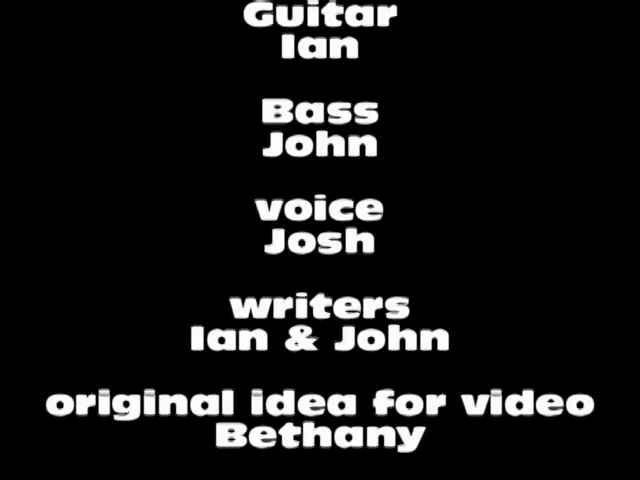 Guitar
Ian
Bass
John
voice
Josh
writers
Ian & John
original idea for video
Bethany